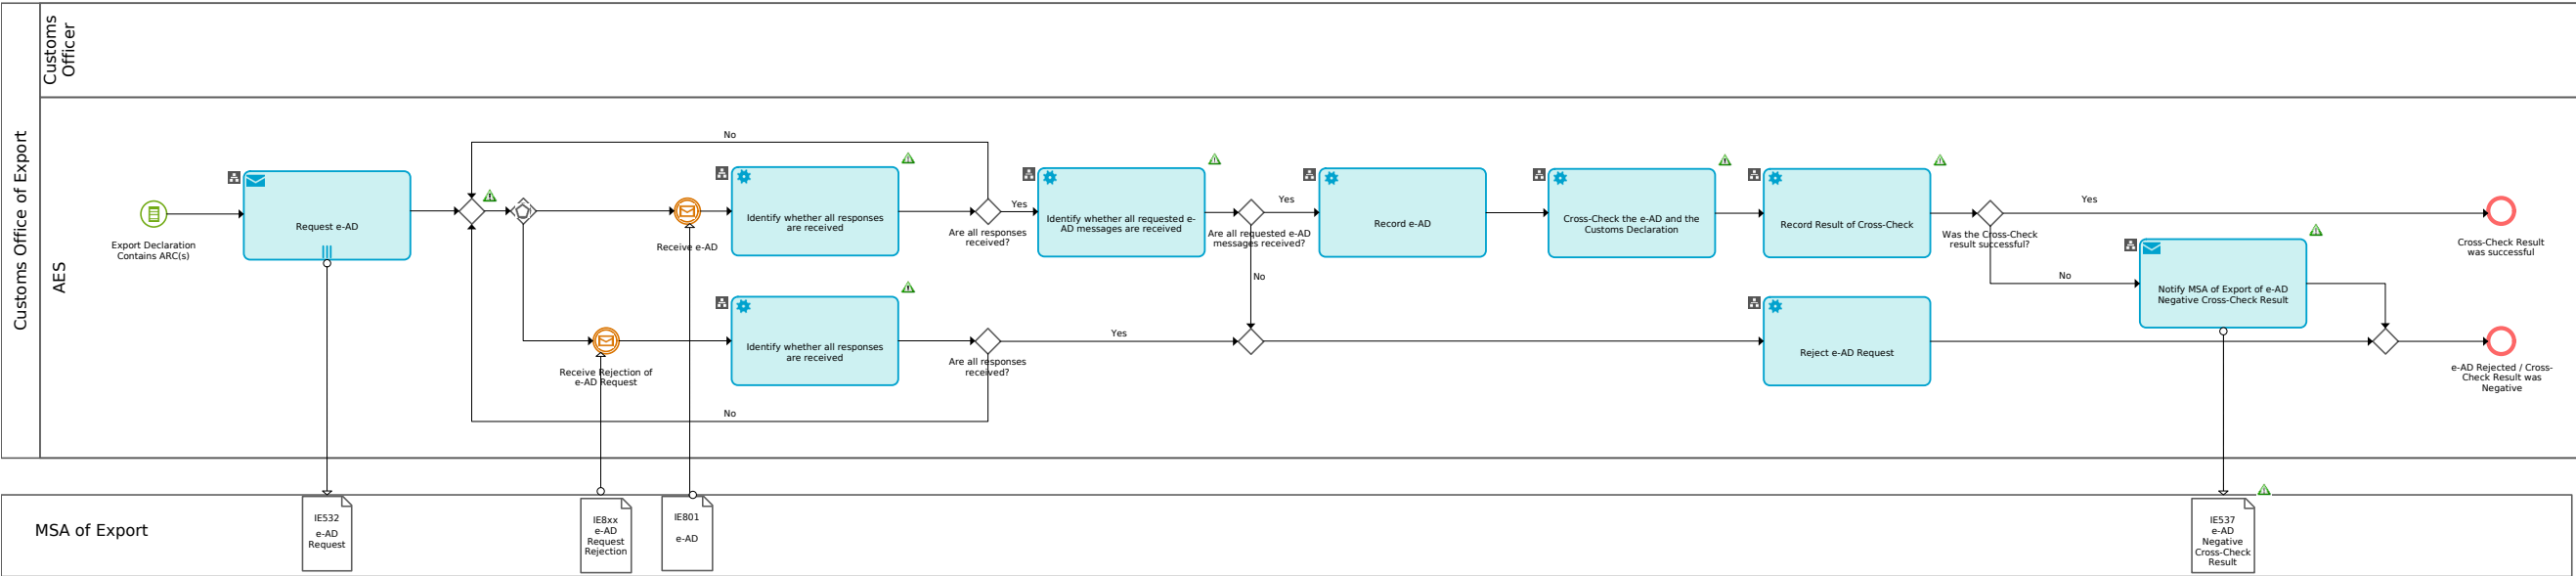 Customs
Officer
Customs Office of Export
AES
No
Export Declaration
Contains ARC(s)
Request e-AD
Receive e-AD
Identify whether all responses
are received
Are all responses
received?
Yes
Identify whether all requested e-
AD messages are received
Are all requested e-AD
messages received?
Yes
No
Record e-AD
Cross-Check the e-AD and the
Customs Declaration
Record Result of Cross-Check
Was the Cross-Check
result successful?
Yes
No
Cross-Check Result
was successful
Notify MSA of Export of e-AD
Negative Cross-Check Result
Receive Rejection of
e-AD Request
Identify whether all responses
are received
Are all responses
received?
Yes
No
Reject e-AD Request
e-AD Rejected / Cross-
Check Result was
Negative
MSA of Export
IE532
e-AD
Request
IE8xx
e-AD
Request
Rejection
IE801
e-AD
IE537
e-AD
Negative
Cross-Check
Result